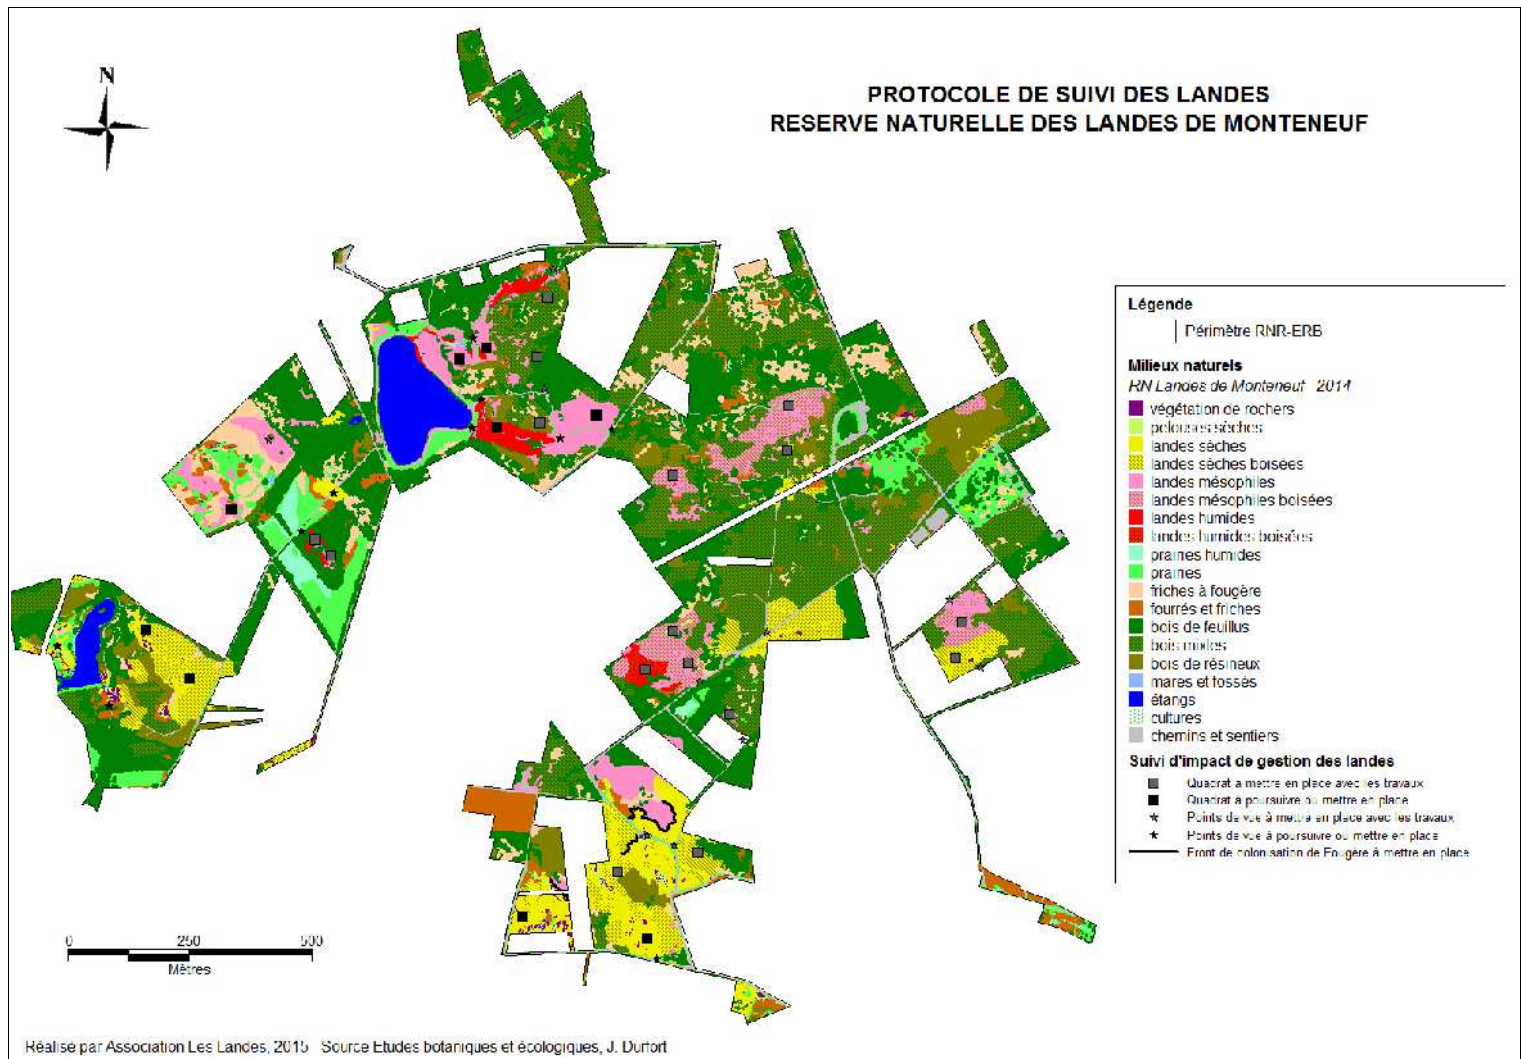 N
PROTOCOLE DE SUIVI DES LANDES
RESERVE NATURELLE DES LANDES DE MONTENEUF
Légende
Périmètre RNR-ERB
Milieux naturels
RN Landes de Monteneuf 2014
végétation de rochers
pelouses sèches
landes sèches
landes sèches boisées
landes mésophiles
landes mésophiles boisées
landes humides
landes humides boisées
prairies humides
prairies
friches à fougère
fourrés et friches
bois de feuillus
bois mixtes
bois de résineux
mares et fossés
étangs
cultures
chemins et sentiers
Suivi d'impact de gestion des landes
Quadrat a mettre en place avec les travaux
Quadrat à poursuivre ou mettre en place
Points de vue à mettre en place avec les travaux
Points de vue à poursuivre ou mettre en place
Front de colonisation de Fougère à mettre en place
0 250 500
Mètres
Réalisé par Association Les Landes, 2015 Source Etudes botaniques et écologiques, J. Durfort